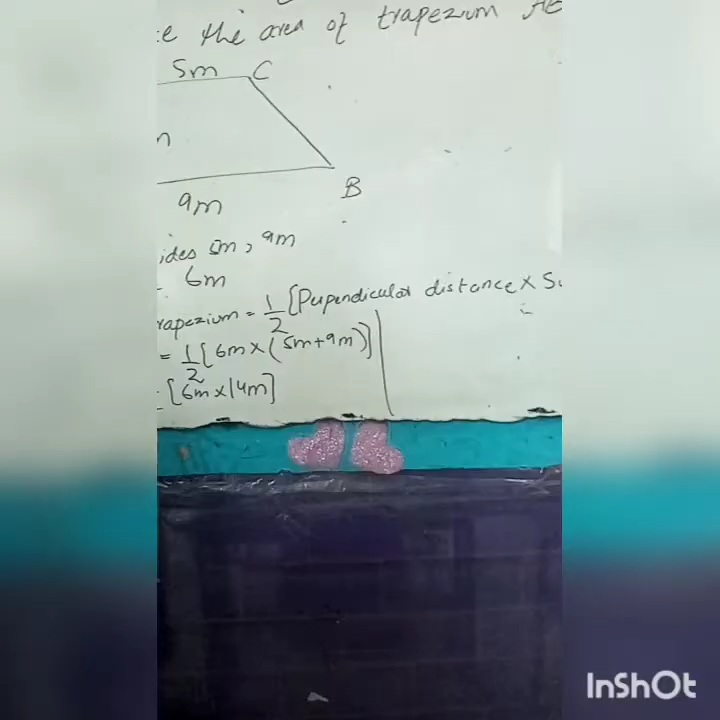 the area of trapezium
5m C
9m B
ides 5m, 9m
6m
rapezium = 1/2 [Perpendicular distance × S
= 1/2 [6m × (5m+9m)]
[6m × 14m]
InShOt